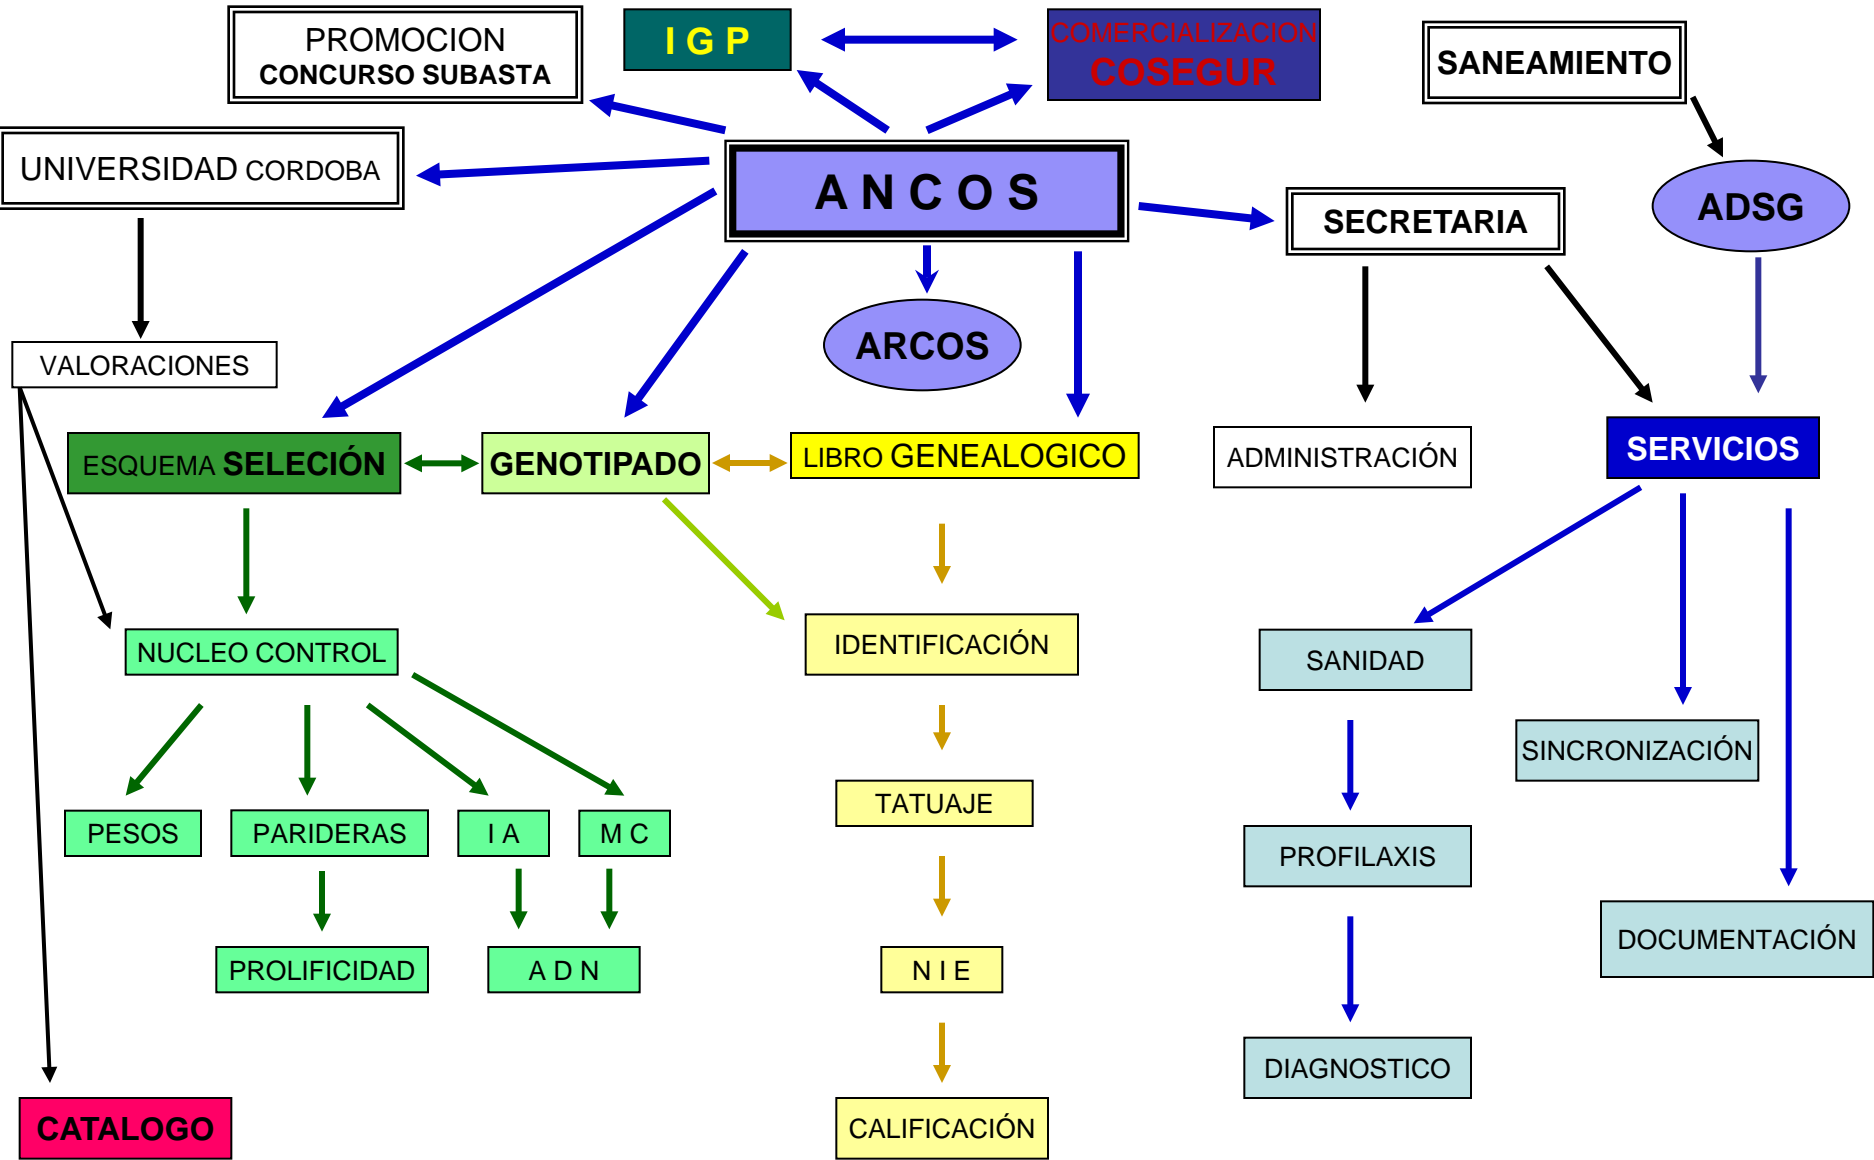 PROMOCION
CONCURSO SUBASTA
I G P
COMERCIALIZACION
COSEGUR
SANEAMIENTO
UNIVERSIDAD CORDOBA
A N C O S
SECRETARIA
ADSG
ARCOS
VALORACIONES
ESQUEMA SELECIÓN
GENOTIPADO
LIBRO GENEALOGICO
ADMINISTRACIÓN
SERVICIOS
NUCLEO CONTROL
IDENTIFICACIÓN
SANIDAD
SINCRONIZACIÓN
PESOS
PARIDERAS
I A
M C
TATUAJE
PROFILAXIS
DOCUMENTACIÓN
PROLIFICIDAD
A D N
N I E
DIAGNOSTICO
CATALOGO
CALIFICACIÓN